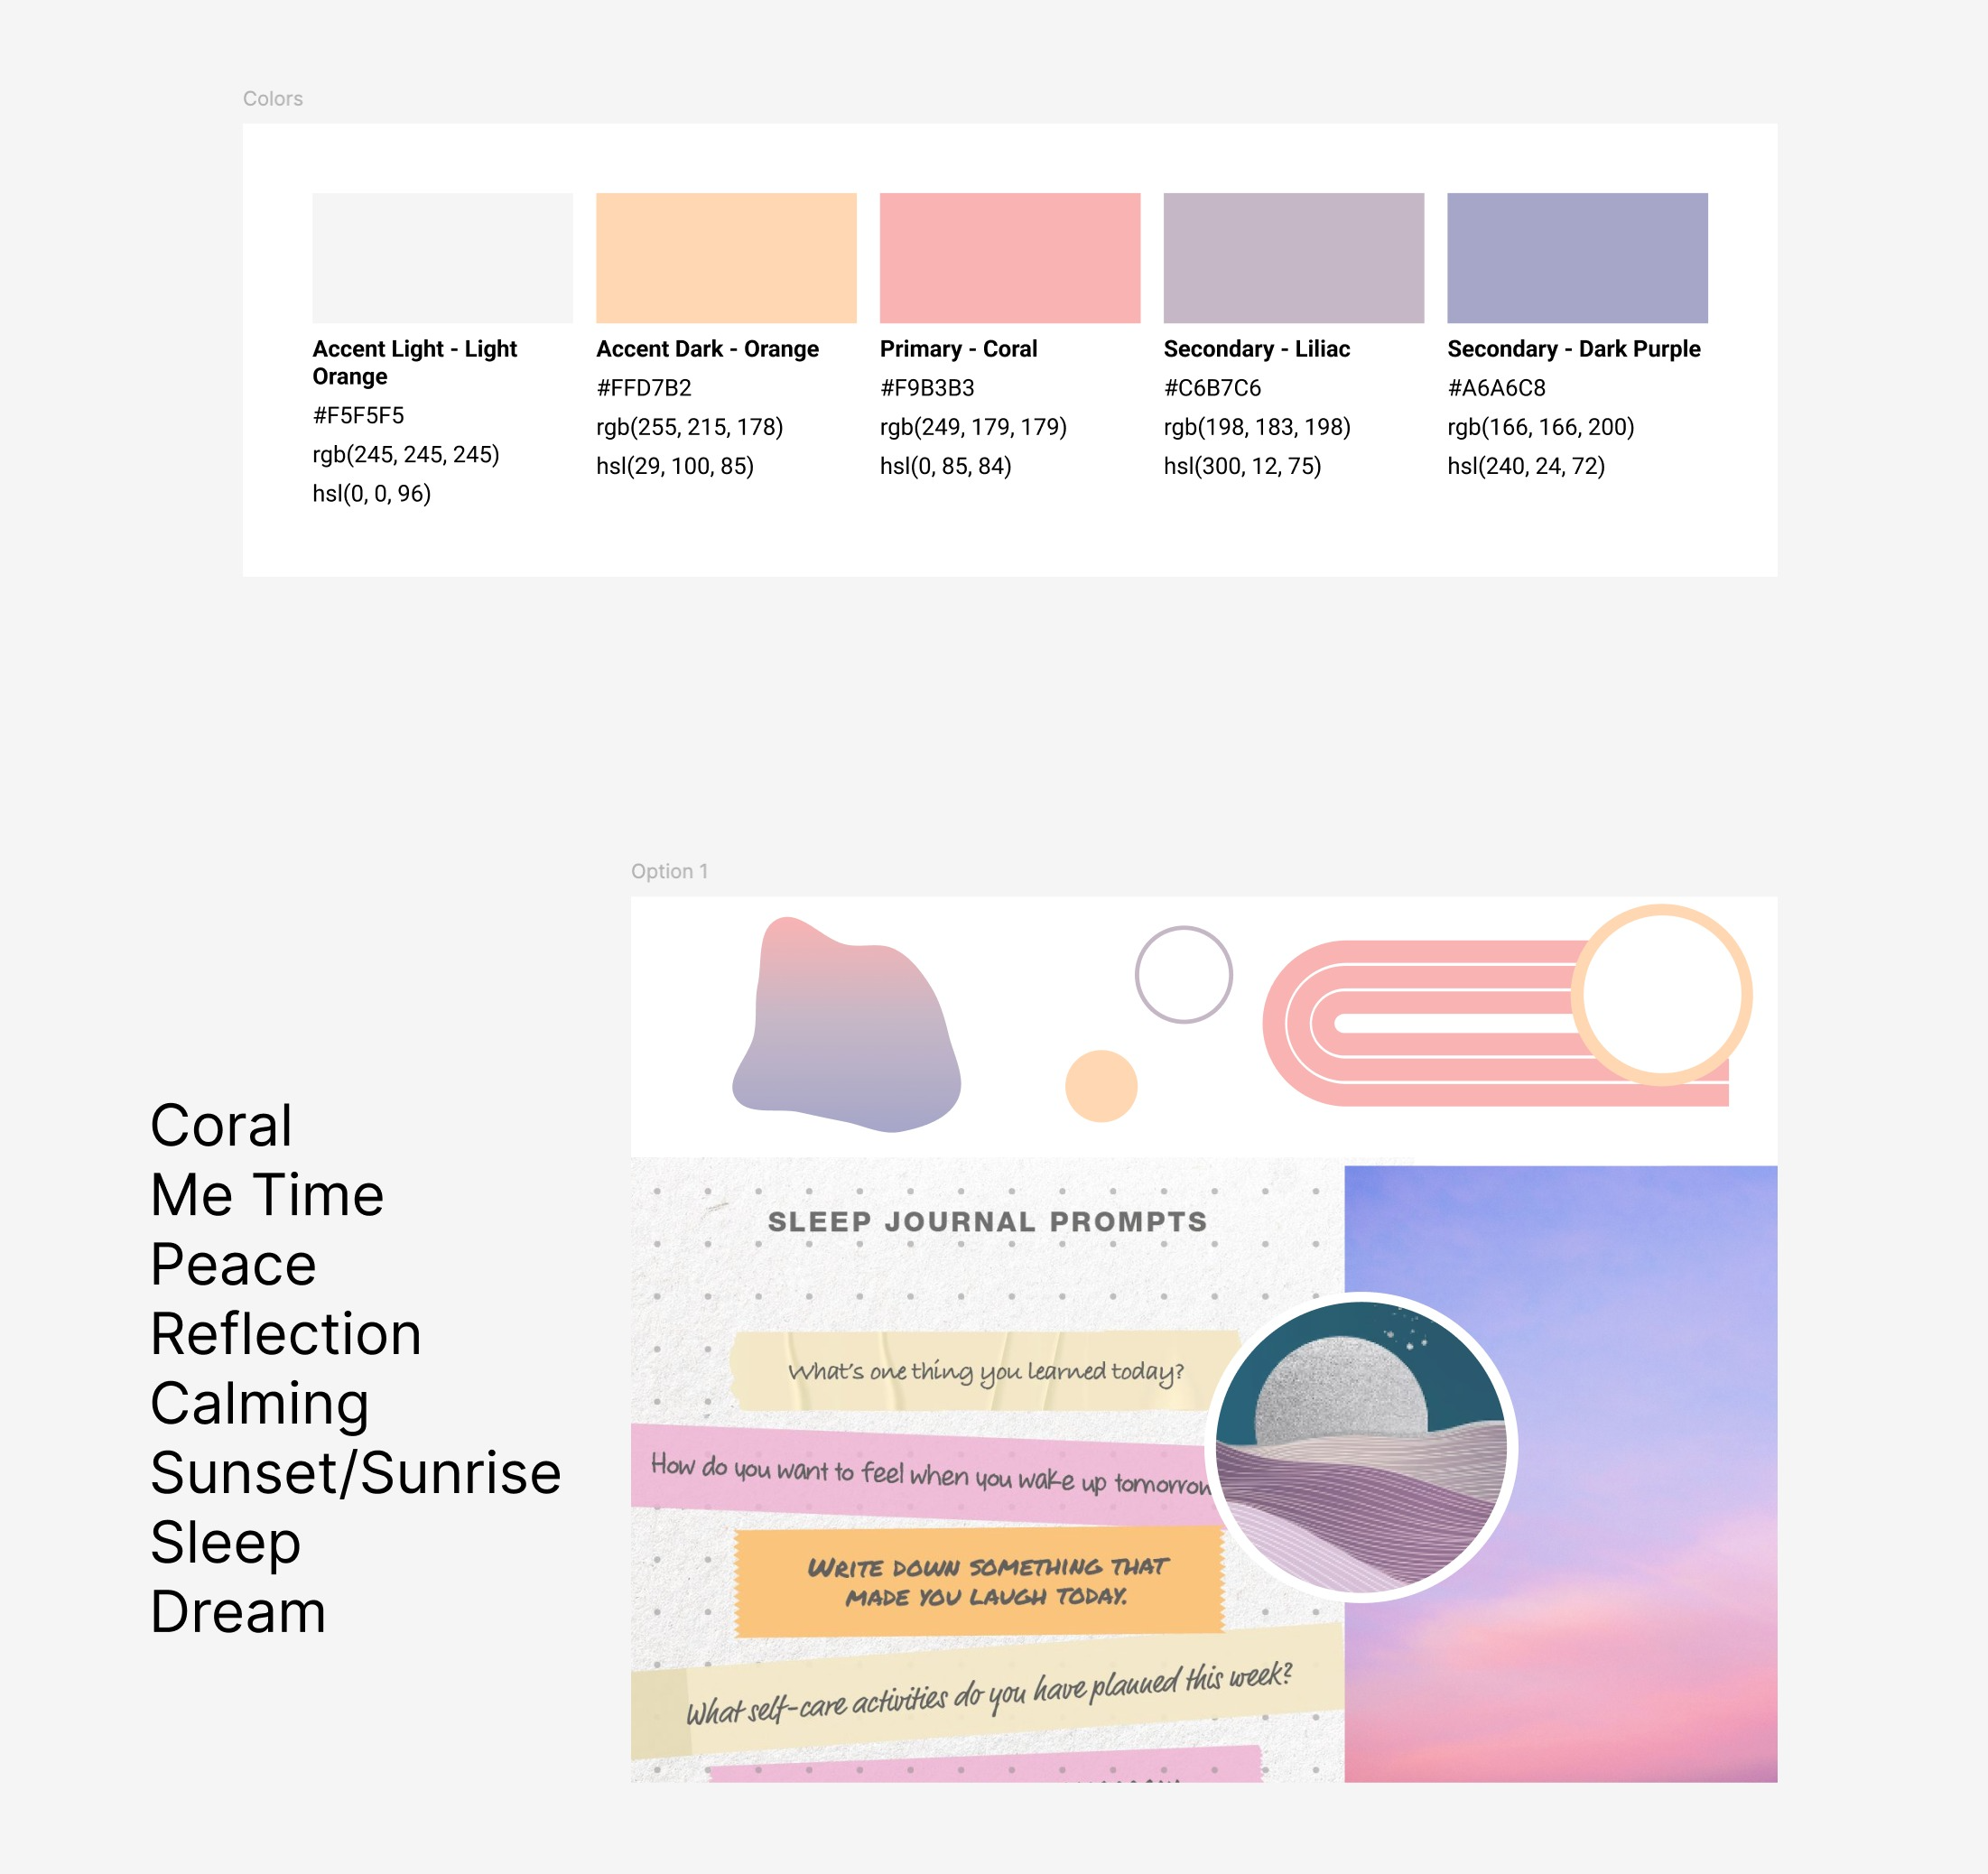 Colors
Accent Light - Light
Orange
#F5F5F5
rgb(245, 245, 245)
hsl(0, 0, 96)
Accent Dark - Orange
#FFD7B2
rgb(255, 215, 178)
hsl(29, 100, 85)
Primary - Coral
#F9B3B3
rgb(249, 179, 179)
hsl(0, 85, 84)
Secondary - Liliac
#C6B7C6
rgb(198, 183, 198)
hsl(300, 12, 75)
Secondary - Dark Purple
#A6A6C8
rgb(166, 166, 200)
hsl(240, 24, 72)
Coral
Me Time
Peace
Reflection
Calming
Sunset/Sunrise
Sleep
Dream
Option 1
SLEEP JOURNAL PROMPTS
What's one thing you learned today?
How do you want to feel when you wake up tomorrow
WRITE DOWN SOMETHING THAT
MADE YOU LAUGH TODAY.
What self-care activities do you have planned this week?